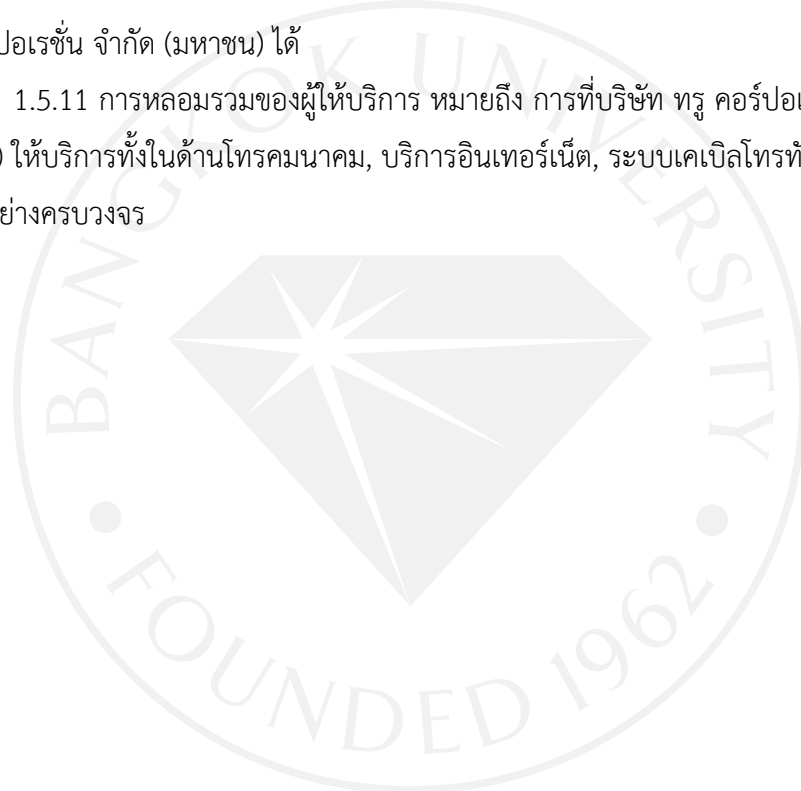 ปอเรชั่น จำกัด (มหาชน) ได้
1.5.11 การหลอมรวมของผู้ให้บริการ หมายถึง การที่บริษัท ทรู คอร์ปอเ
) ให้บริการทั้งในด้านโทรคมนาคม, บริการอินเทอร์เน็ต, ระบบเคเบิลโทรทั
ย่างครบวงจร
BANGKOK UNIVERSITY
FOUNDED 1962